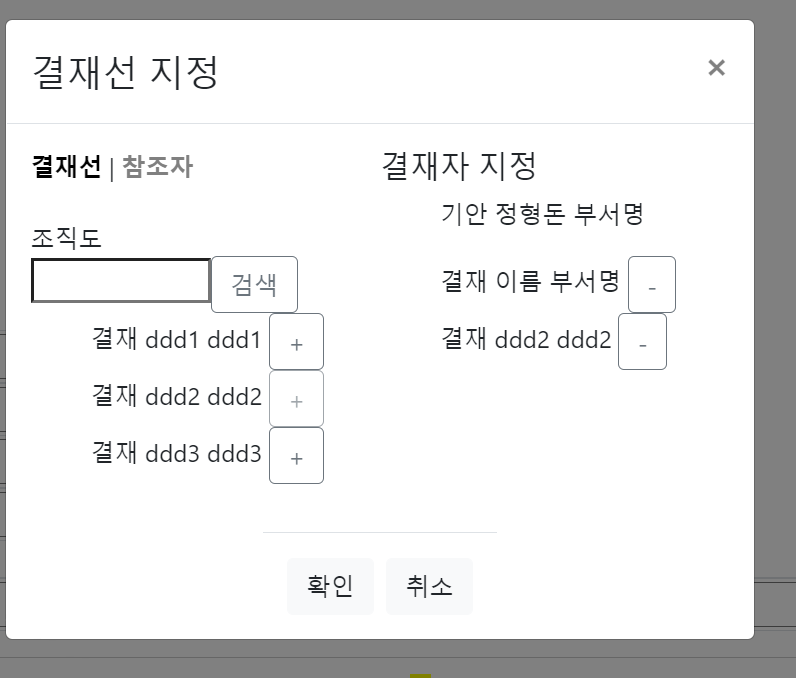 결재선 지정
×
결재선 | 참조자
조직도
검색
결재 ddd1 ddd1 +
결재 ddd2 ddd2 +
결재 ddd3 ddd3 +
결재자 지정
기안 정형돈 부서명
결재 이름 부서명 -
결재 ddd2 ddd2 -
확인
취소